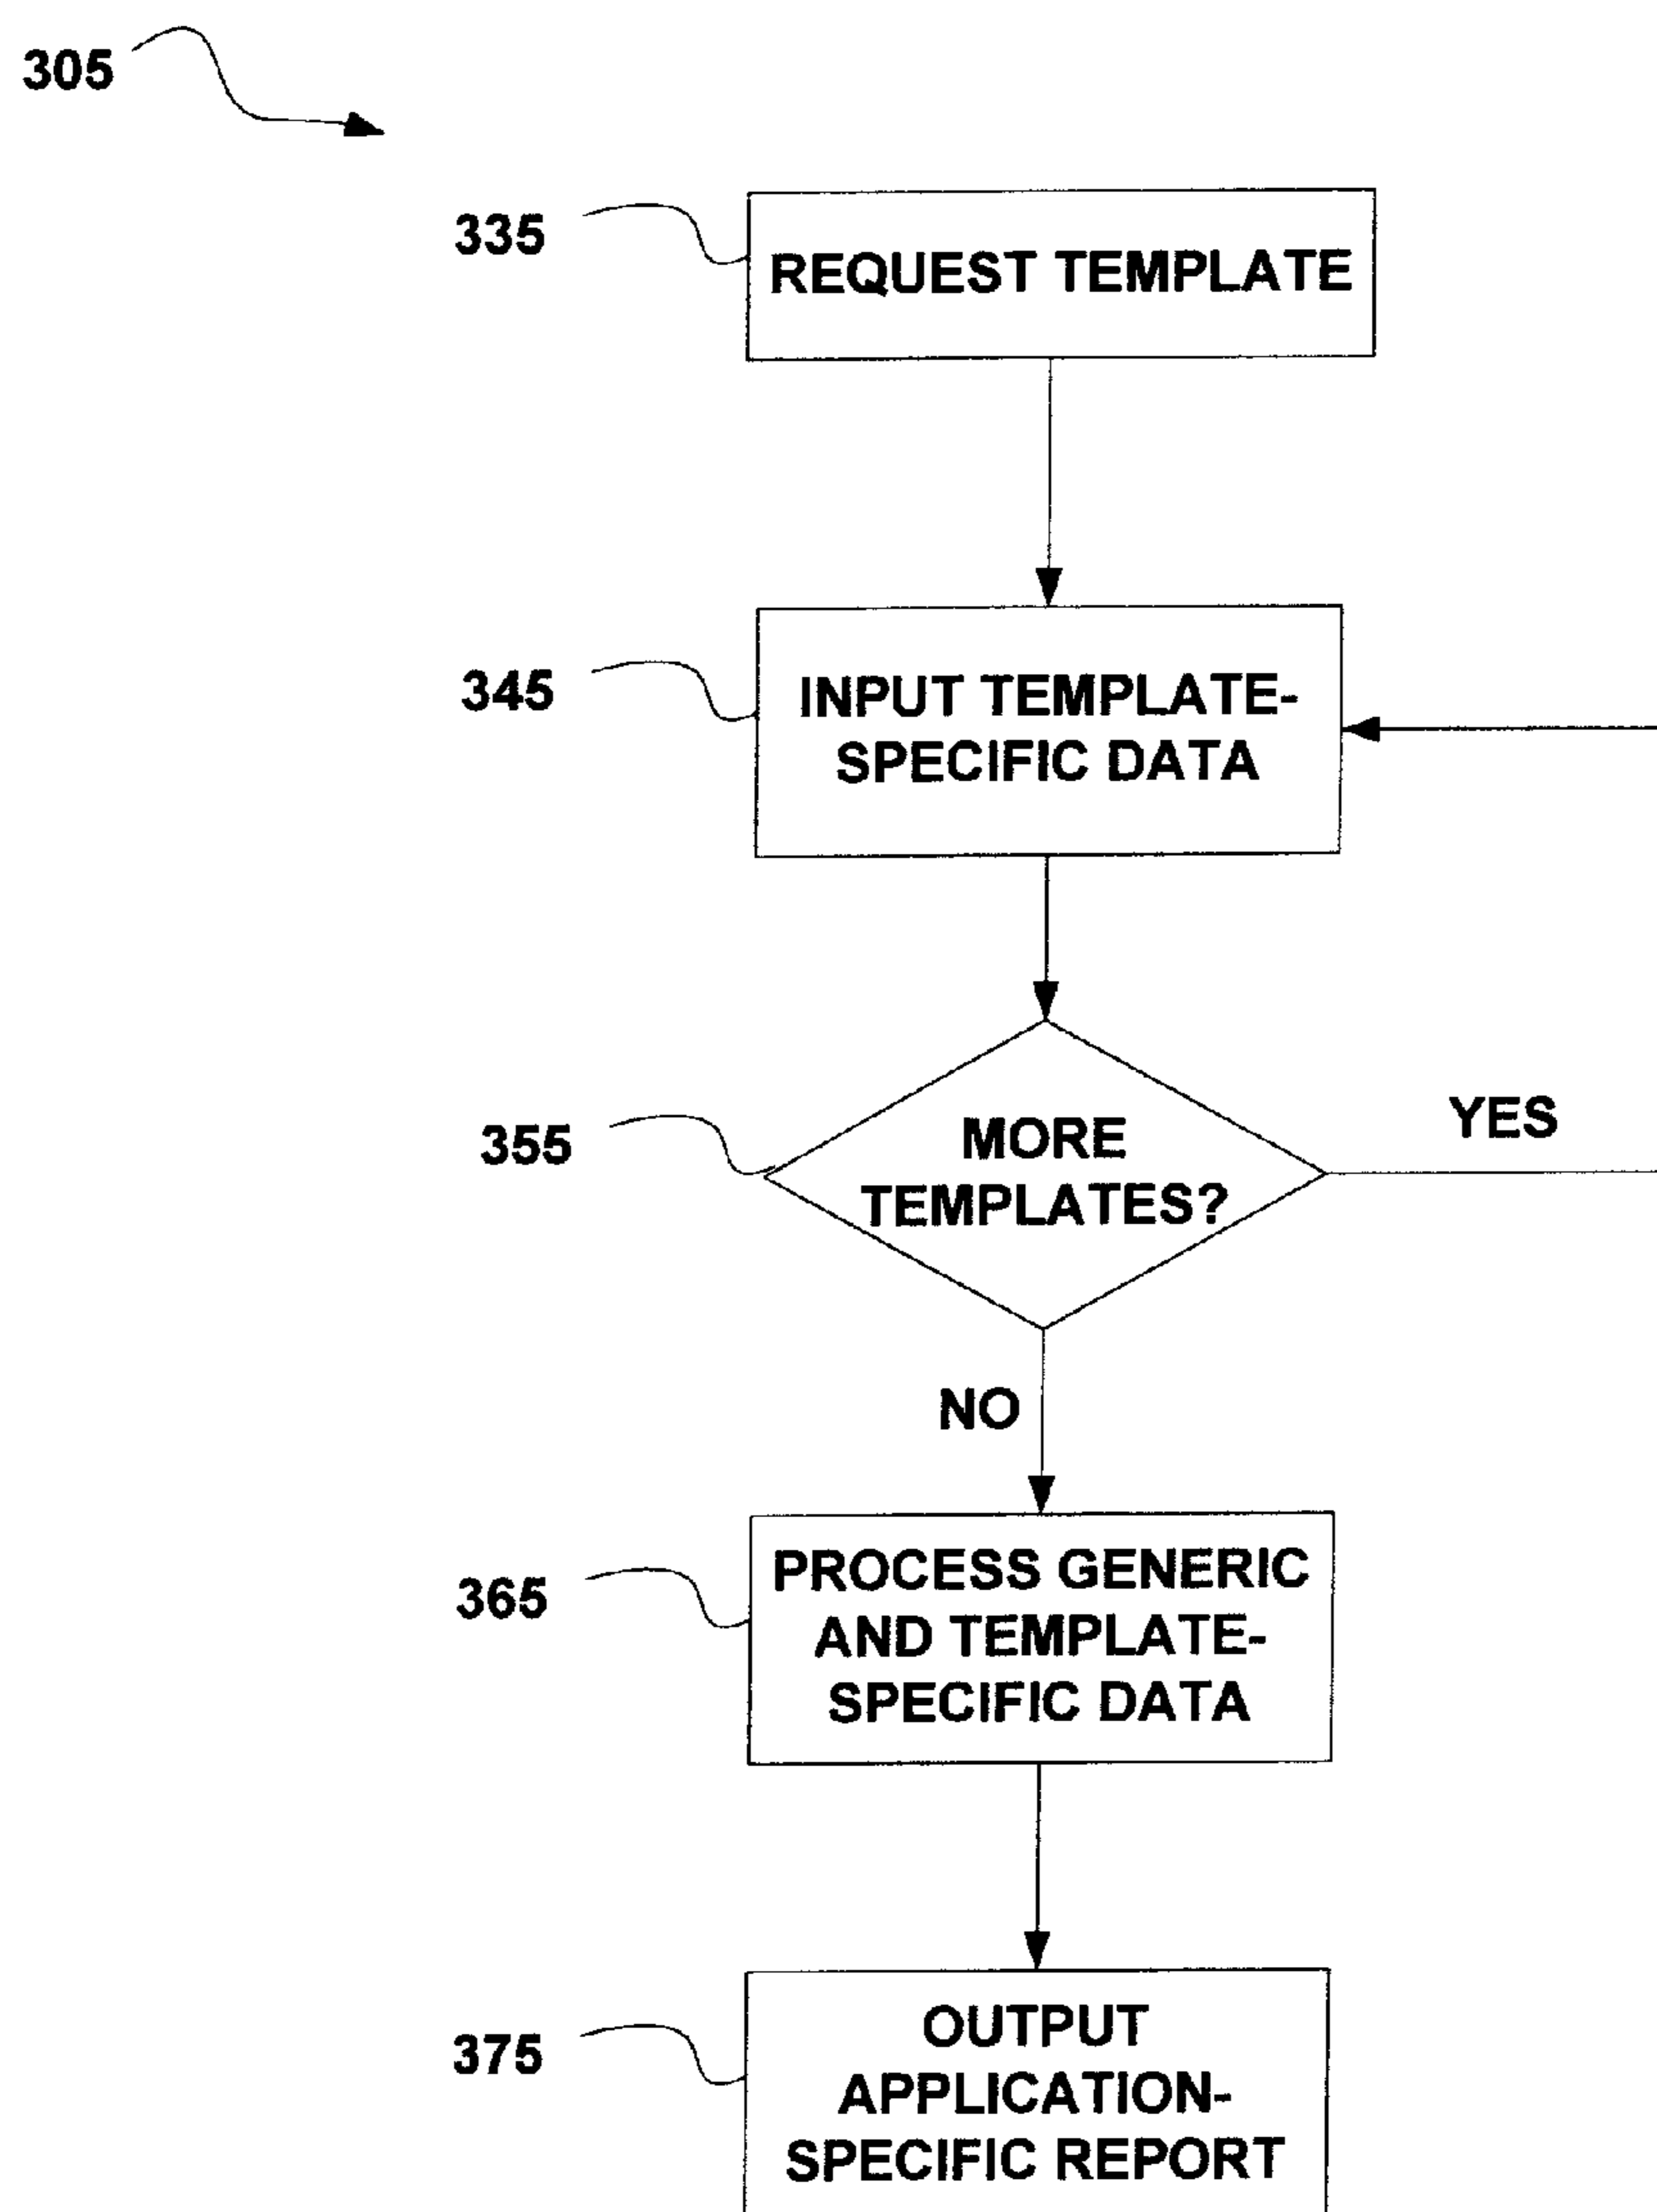 305
335
REQUEST TEMPLATE
345
INPUT TEMPLATE-
SPECIFIC DATA
355
MORE
TEMPLATES?
YES
NO
365
PROCESS GENERIC
AND TEMPLATE-
SPECIFIC DATA
375
OUTPUT
APPLICATION-
SPECIFIC REPORT